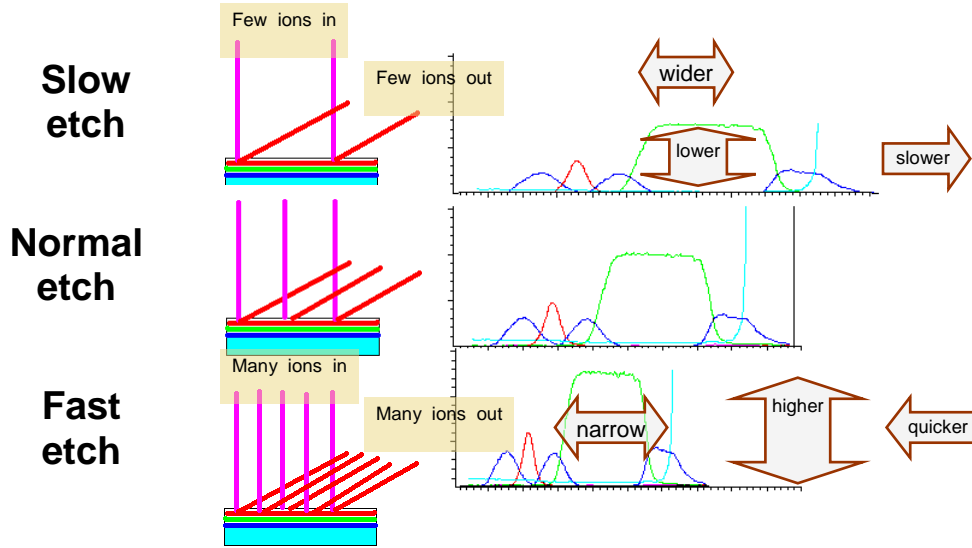 Few ions in
Slow
etch
Few ions out
wider
lower
slower
Normal
etch
Many ions in
Fast
etch
Many ions out
narrow
higher
quicker